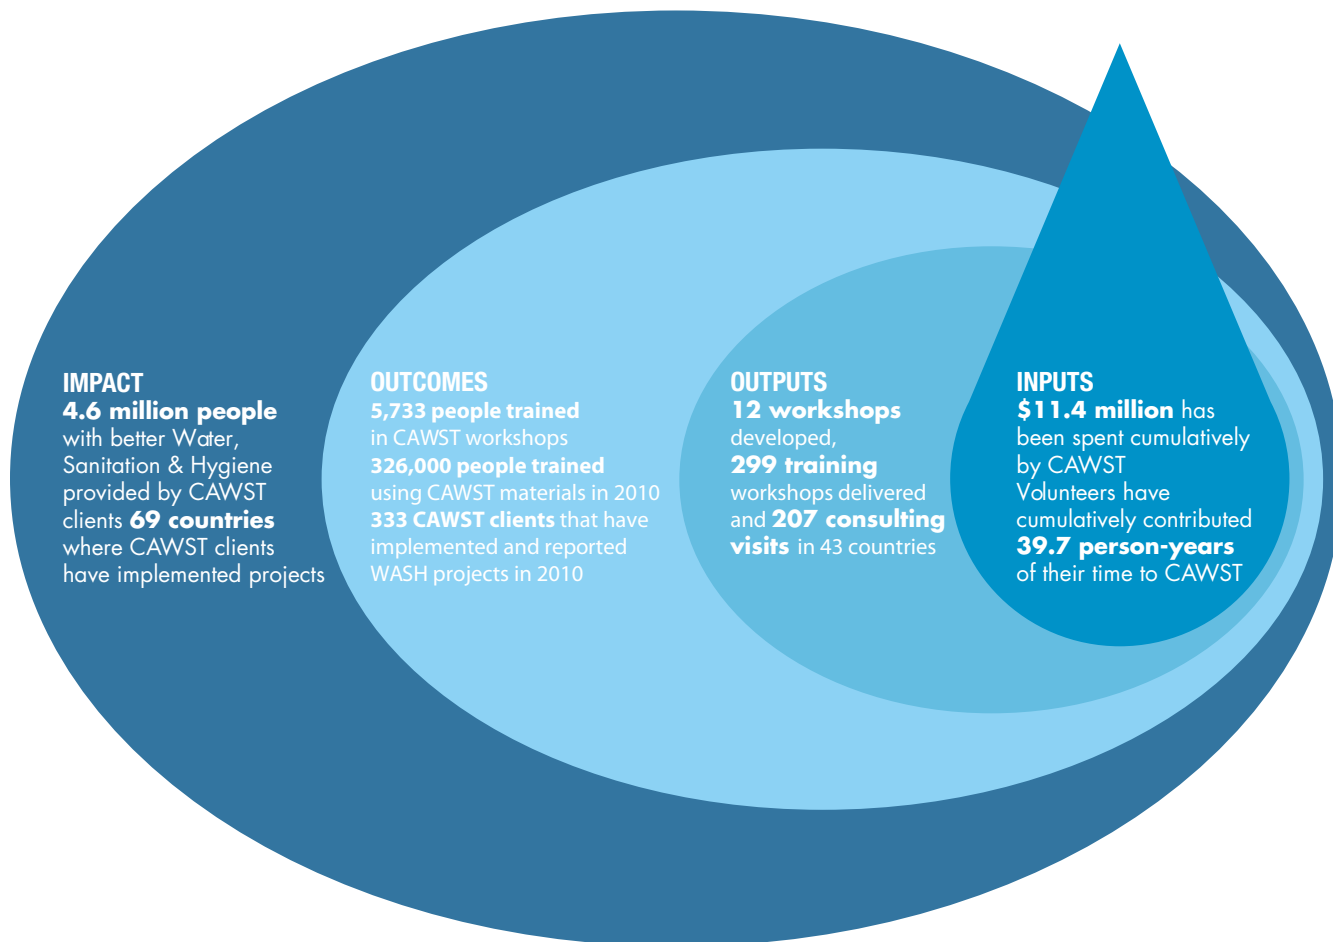 IMPACT
4.6 million people
with better Water,
Sanitation & Hygiene
provided by CAWST
clients 69 countries
where CAWST clients
have implemented projects
OUTCOMES
5,733 people trained
in CAWST workshops
326,000 people trained
using CAWST materials in 2010
333 CAWST clients that have
implemented and reported
WASH projects in 2010
OUTPUTS
12 workshops
developed,
299 training
workshops delivered
and 207 consulting
visits in 43 countries
INPUTS
$11.4 million has
been spent cumulatively
by CAWST
Volunteers have
cumulatively contributed
39.7 person-years
of their time to CAWST